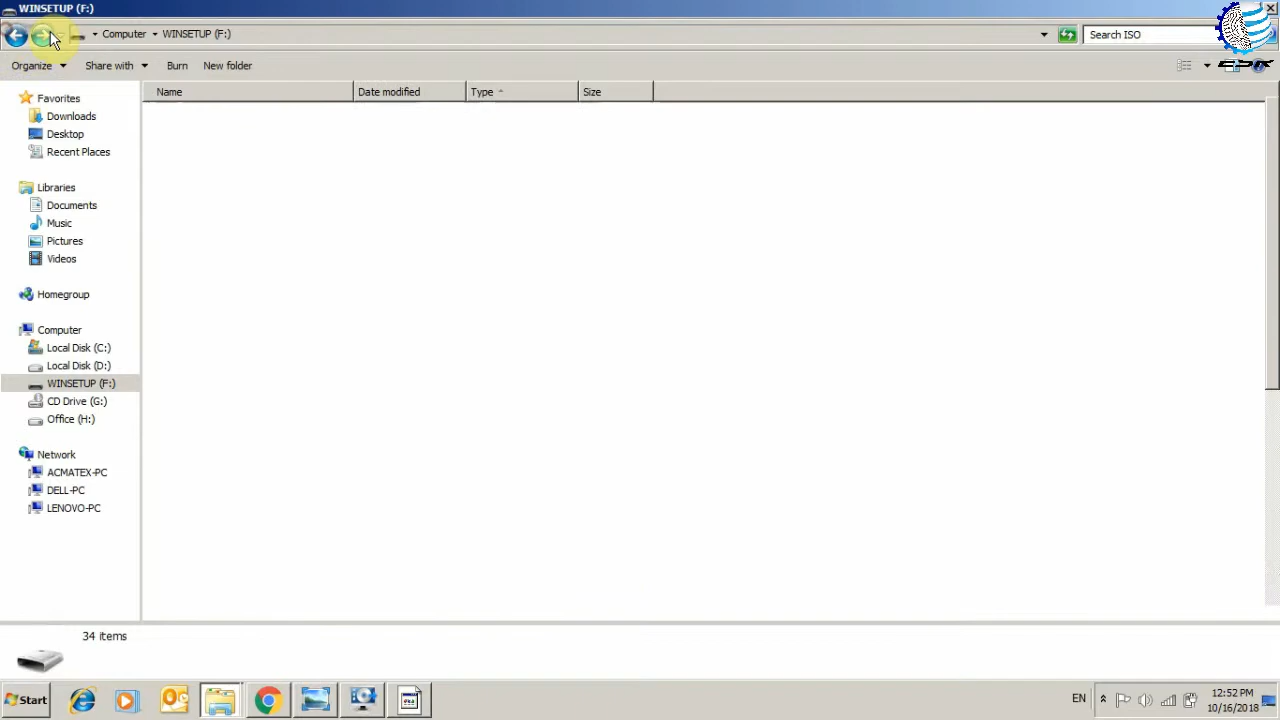 WINSETUP (F:)
Computer WINSETUP (F:)
Search ISO
Organize Share with Burn New folder
Name Date modified Type Size
Favorites
Downloads
Desktop
Recent Places
Libraries
Documents
Music
Pictures
Videos
Homegroup
Computer
Local Disk (C:)
Local Disk (D:)
WINSETUP (F:)
CD Drive (G:)
Office (H:)
Network
ACMATEX-PC
DELL-PC
LENOVO-PC
34 items
Start
EN
12:52 PM
10/16/2018